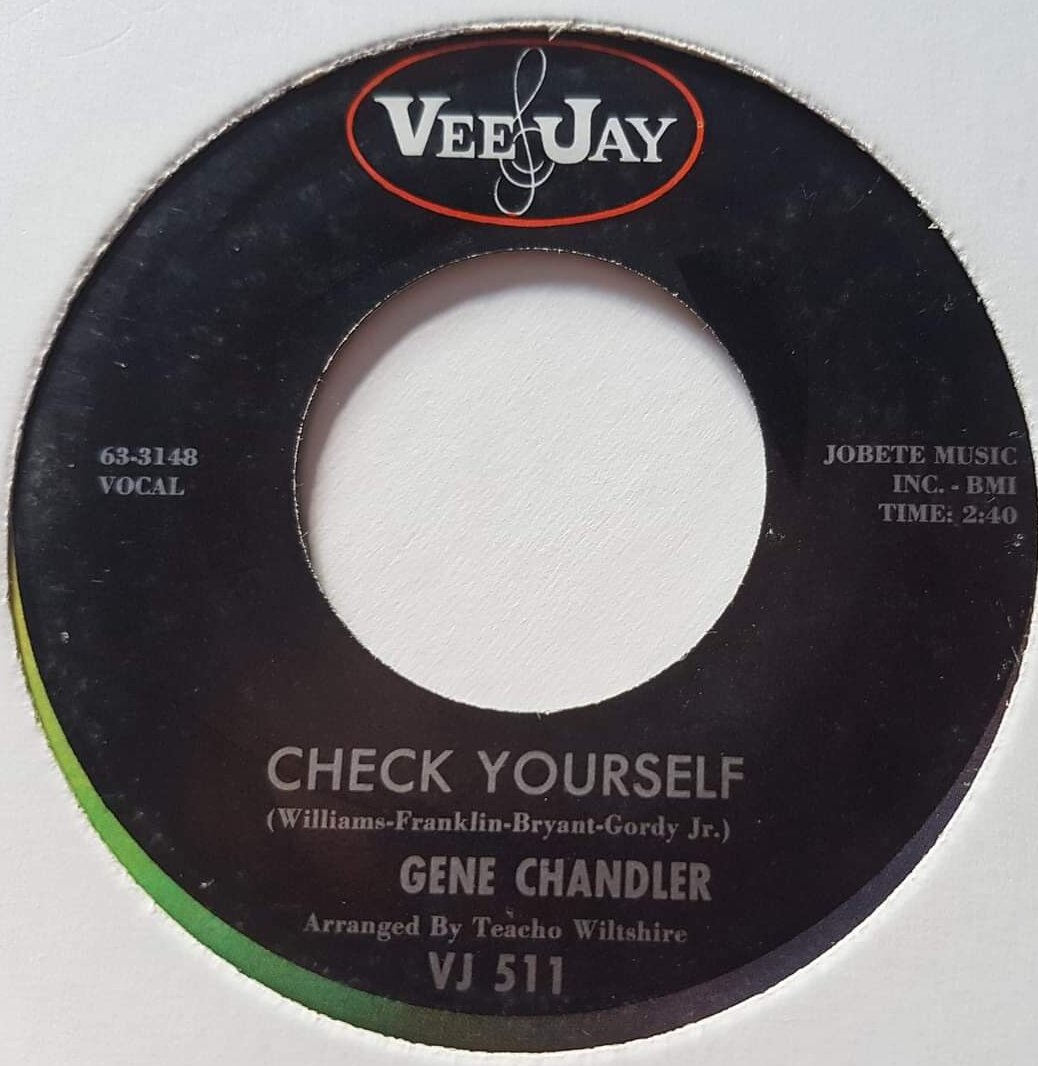 VEE JAY
63-3148
VOCAL
JOBETE MUSIC
INC. - BMI
TIME: 2:40
CHECK YOURSELF
(Williams-Franklin-Bryant-Gordy Jr.)
GENE CHANDLER
Arranged By Teacho Wiltshire
VJ 511